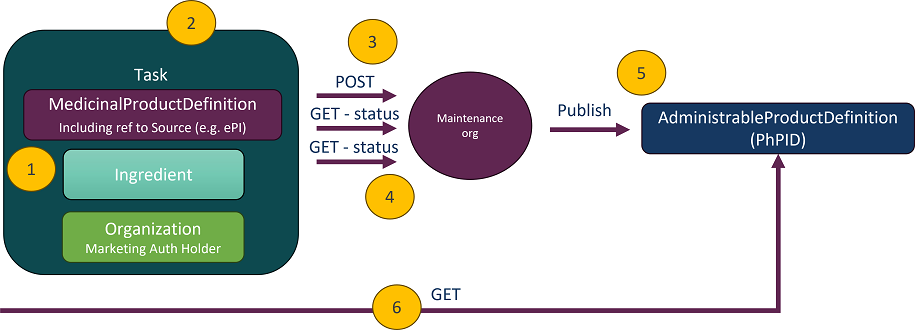 2
3
5
Task
POST
MedicinalProductDefinition
Including ref to Source (e.g. ePI)
GET - status
GET - status
Maintenance
org
Publish
AdministrableProductDefinition
(PhPID)
1
Ingredient
4
Organization
Marketing Auth Holder
6
GET